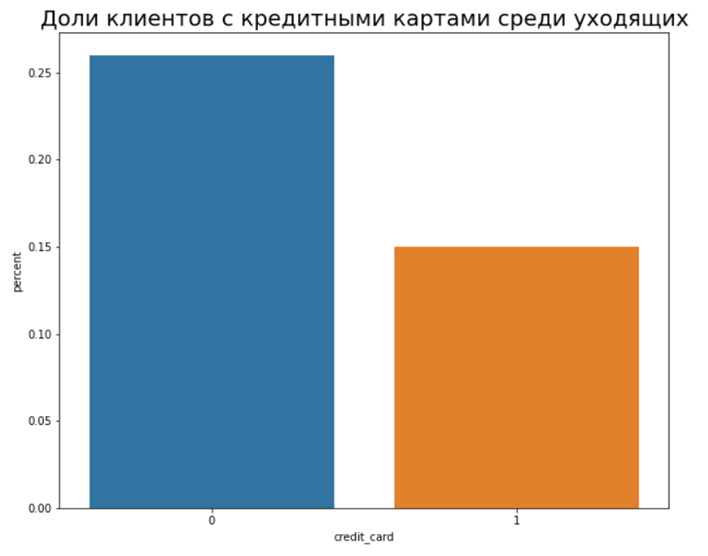 Доли клиентов с кредитными картами среди уходящих
0.25
0.20
0.15
0.10
0.05
0.00
percent
0 1
credit_card